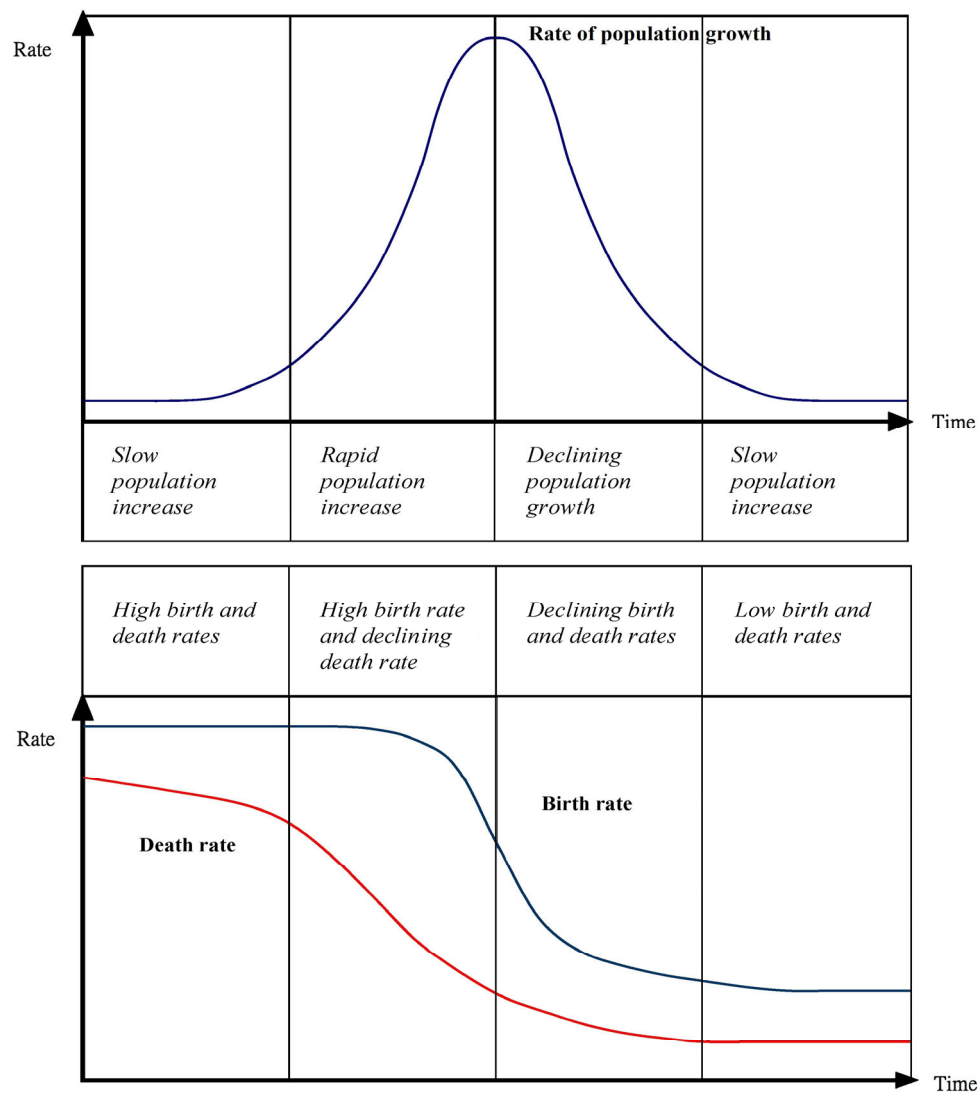 Rate of population growth
Rate
Time
Slow
population
increase
Rapid
population
increase
Declining
population
growth
Slow
population
increase
High birth and
death rates
High birth rate
and declining
death rate
Declining birth
and death rates
Low birth and
death rates
Rate
Birth rate
Death rate
Time